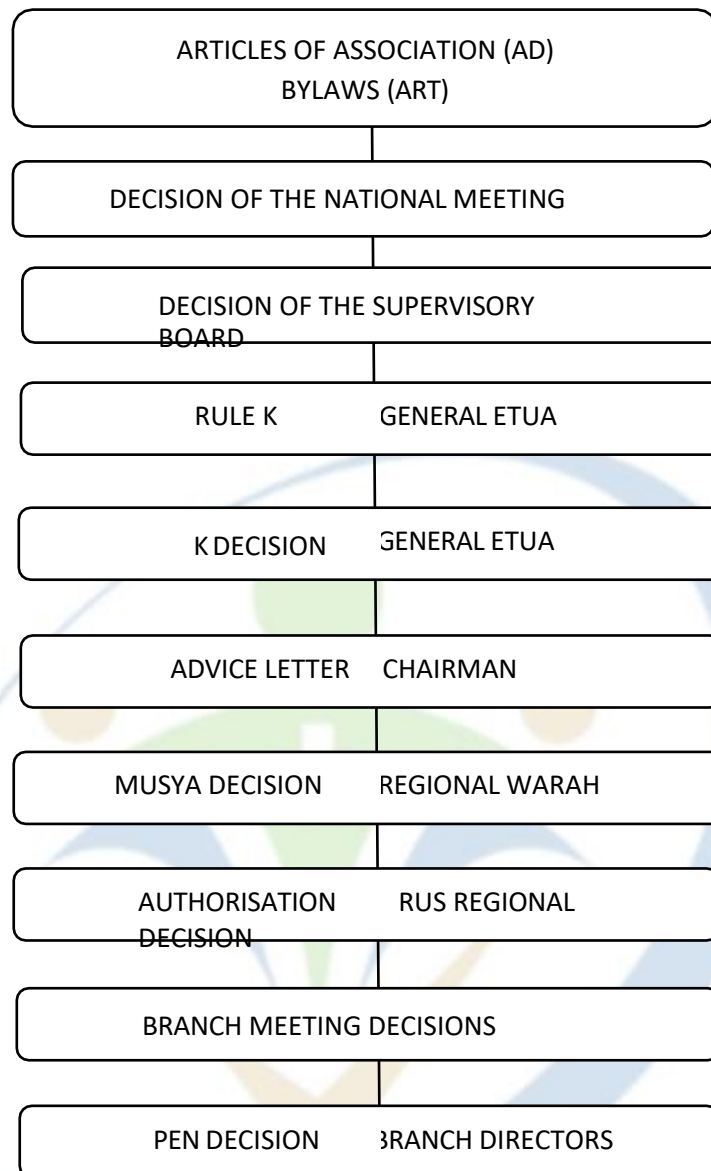 ARTICLES OF ASSOCIATION (AD)
BYLAWS (ART)
DECISION OF THE NATIONAL MEETING
DECISION OF THE SUPERVISORY
BOARD
RULE K GENERAL ETUA
K DECISION GENERAL ETUA
ADVICE LETTER CHAIRMAN
MUSYA DECISION REGIONAL WARAH
AUTHORISATION RUS REGIONAL
DECISION
BRANCH MEETING DECISIONS
PEN DECISION BRANCH DIRECTORS